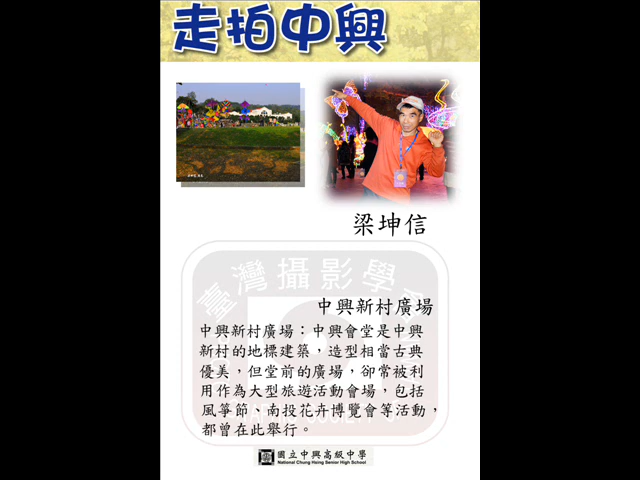 走拍中興
梁坤信
臺灣攝影學
中興新村廣場
中興新村廣場：中興會堂是中興
新村的地標建築，造型相當古典
優美，但堂前的廣場，卻常被利
用作為大型旅遊活動會場，包括
風箏節、南投花卉博覽會等活動，
都曾在此舉行。
國立中興高級中學
National Chung Hsing Senior High School